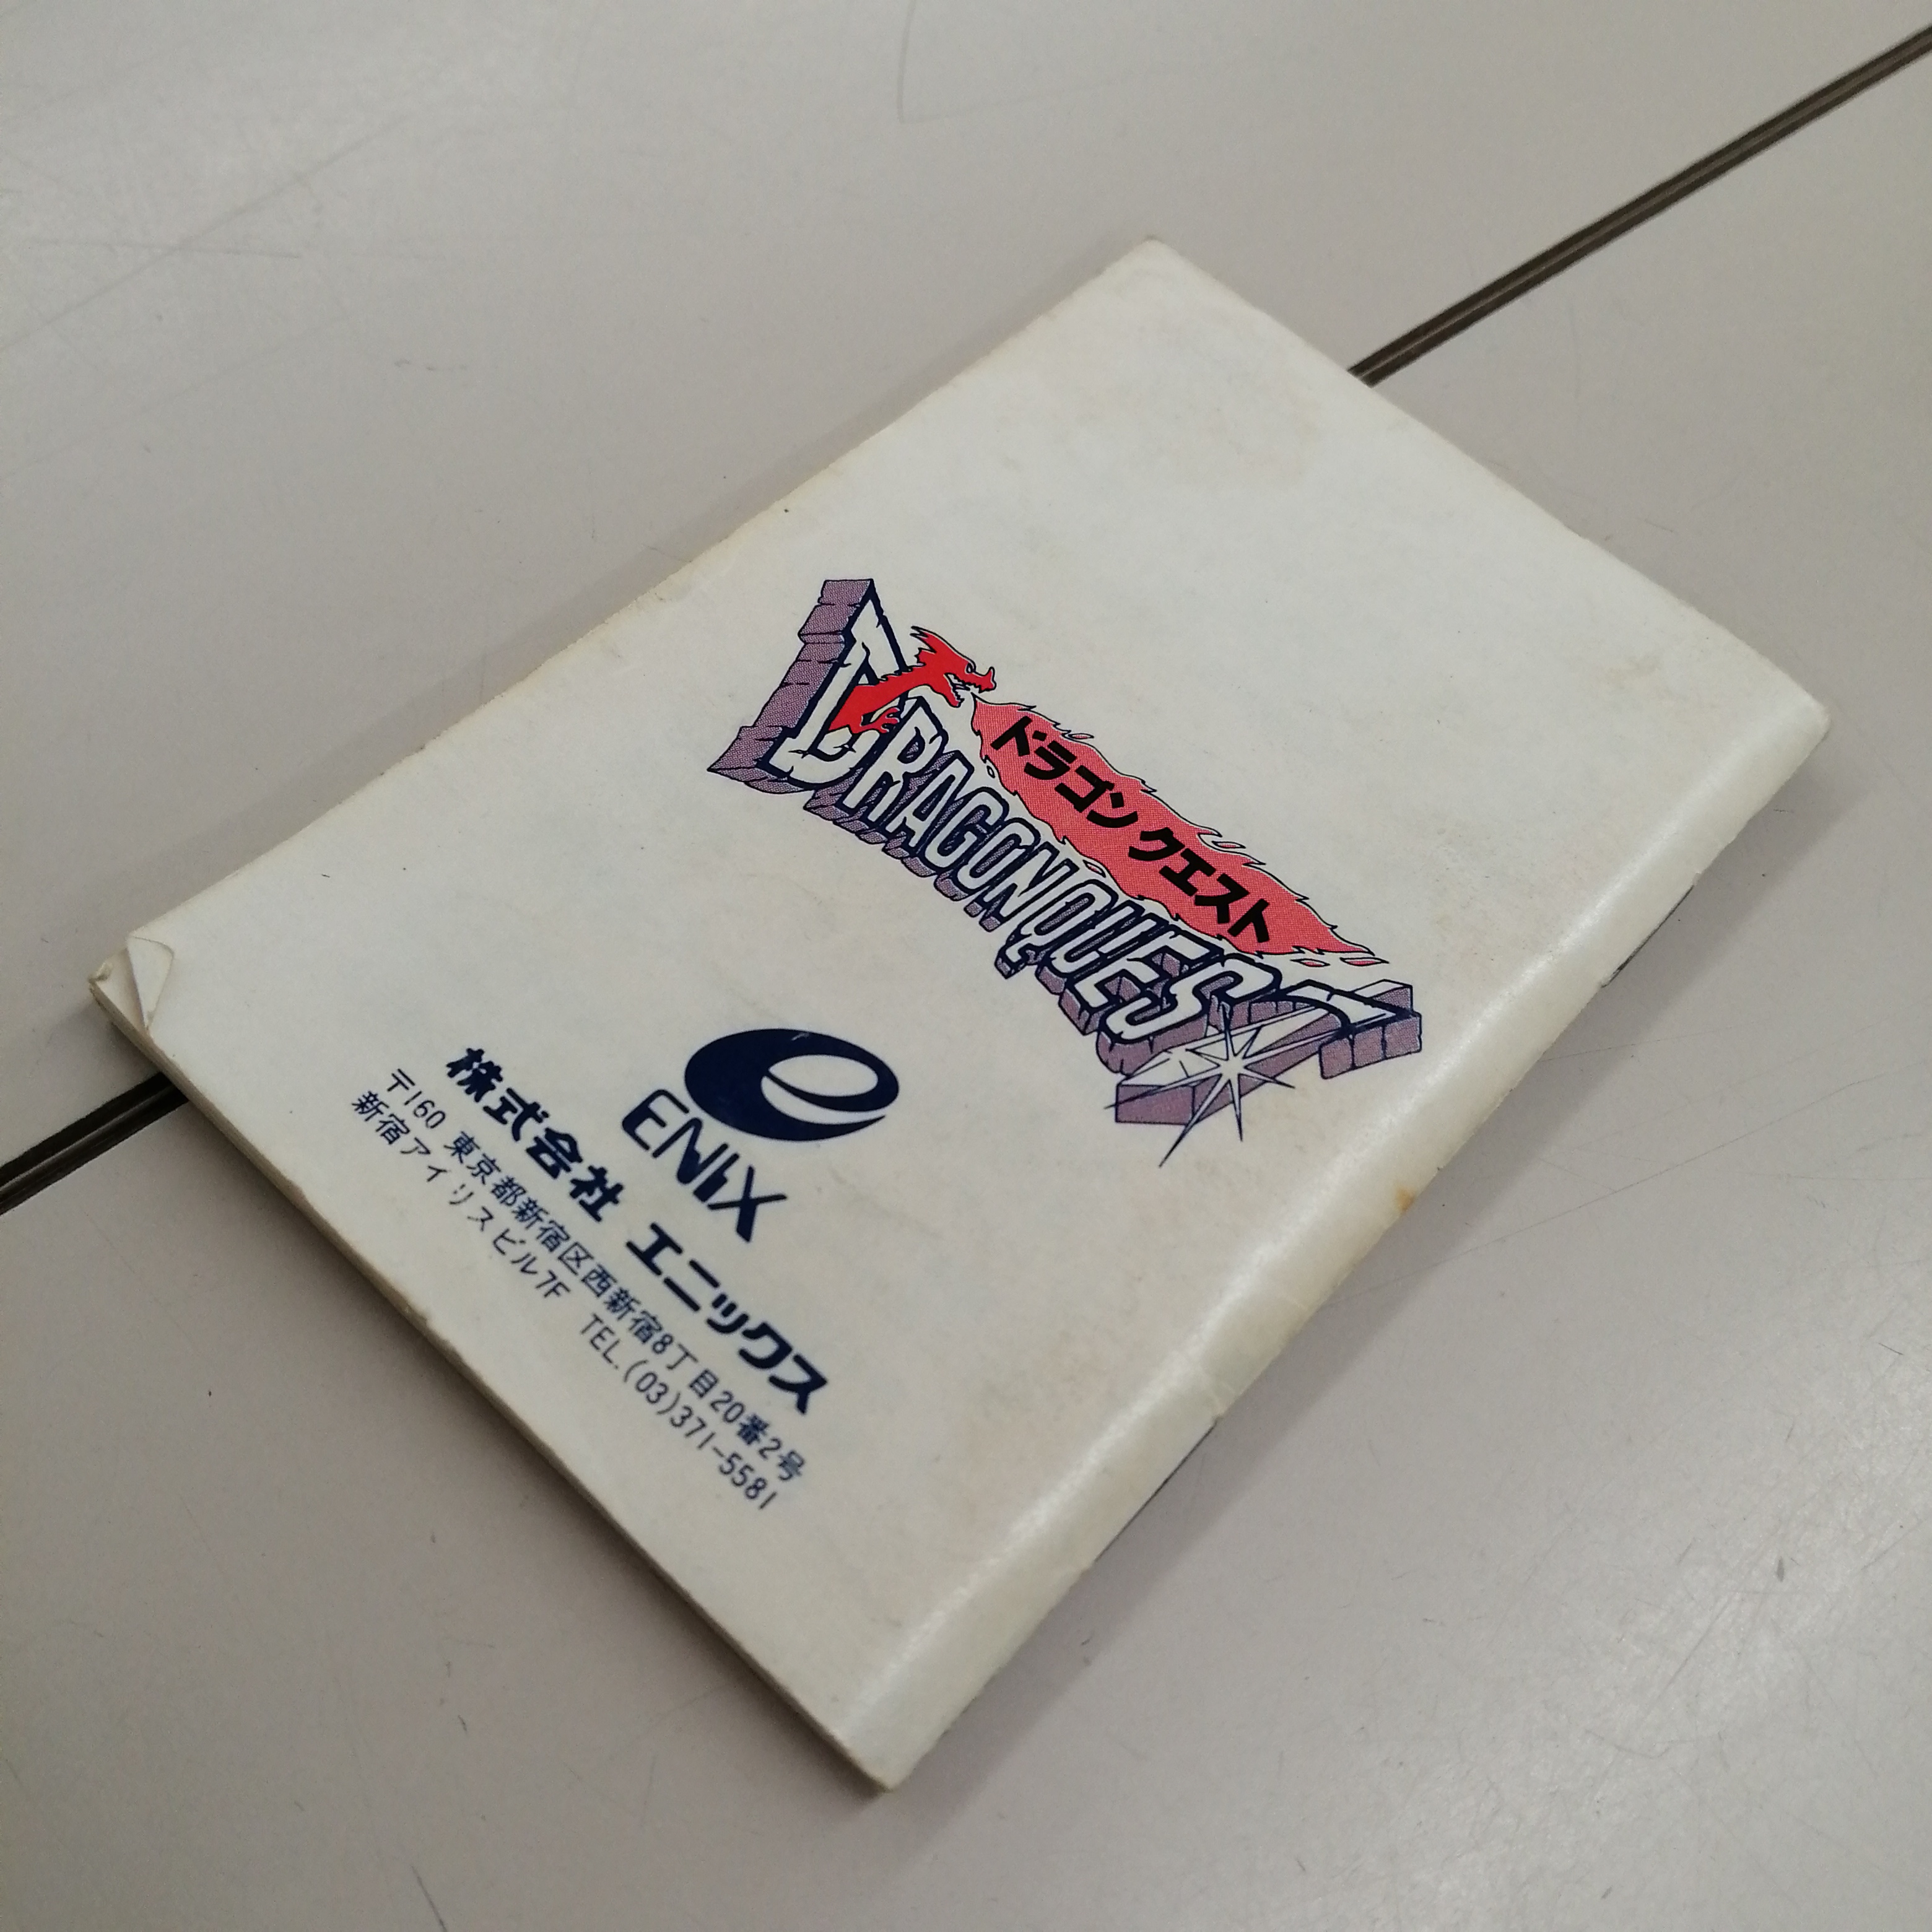 ドラゴンクエスト
DRAGON QUEST
e
ENIX
株式会社 エニックス
〒160 東京都新宿区西新宿8丁目20番2号
新宿アイリスビル7F TEL.(03)371-5581